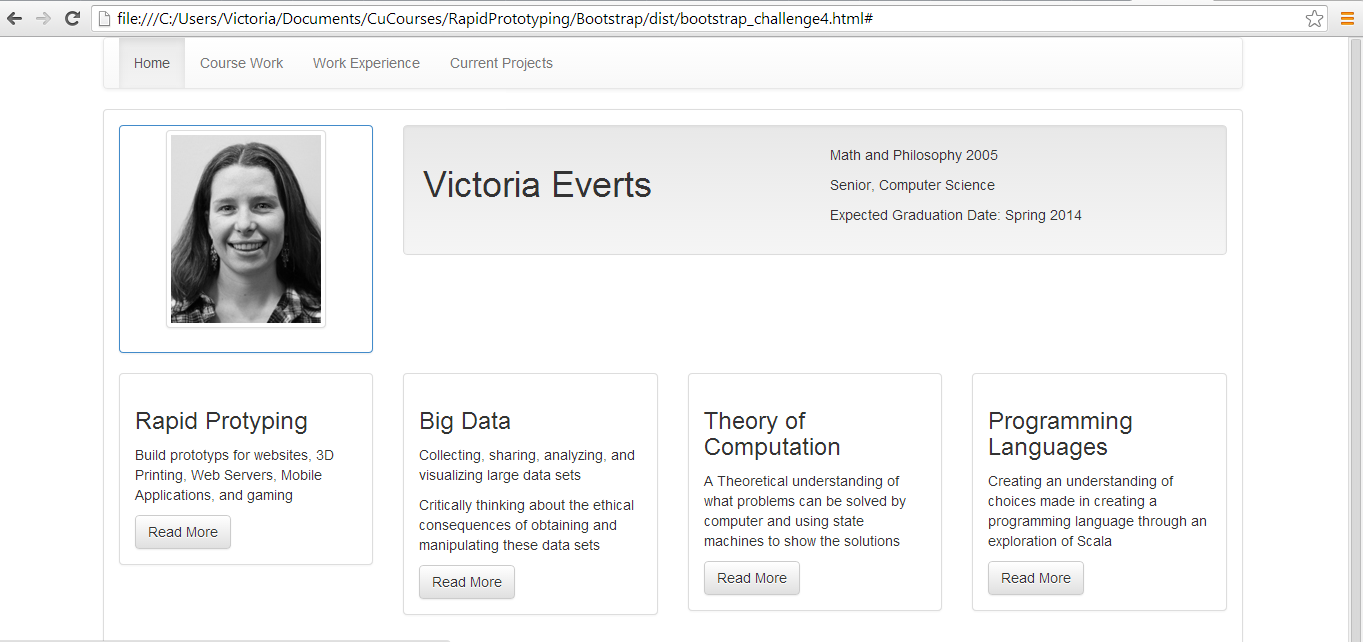 file:///C:/Users/Victoria/Documents/CuCourses/RapidPrototyping/Bootstrap/dist/bootstrap_challenge4.html#
Home Course Work Work Experience Current Projects
Victoria Everts
Math and Philosophy 2005
Senior, Computer Science
Expected Graduation Date: Spring 2014
Rapid Protyping
Build prototyps for websites, 3D
Printing, Web Servers, Mobile
Applications, and gaming
Read More
Big Data
Collecting, sharing, analyzing, and
visualizing large data sets
Critically thinking about the ethical
consequences of obtaining and
manipulating these data sets
Read More
Theory of
Computation
A Theoretical understanding of
what problems can be solved by
computer and using state
machines to show the solutions
Read More
Programming
Languages
Creating an understanding of
choices made in creating a
programming language through an
exploration of Scala
Read More